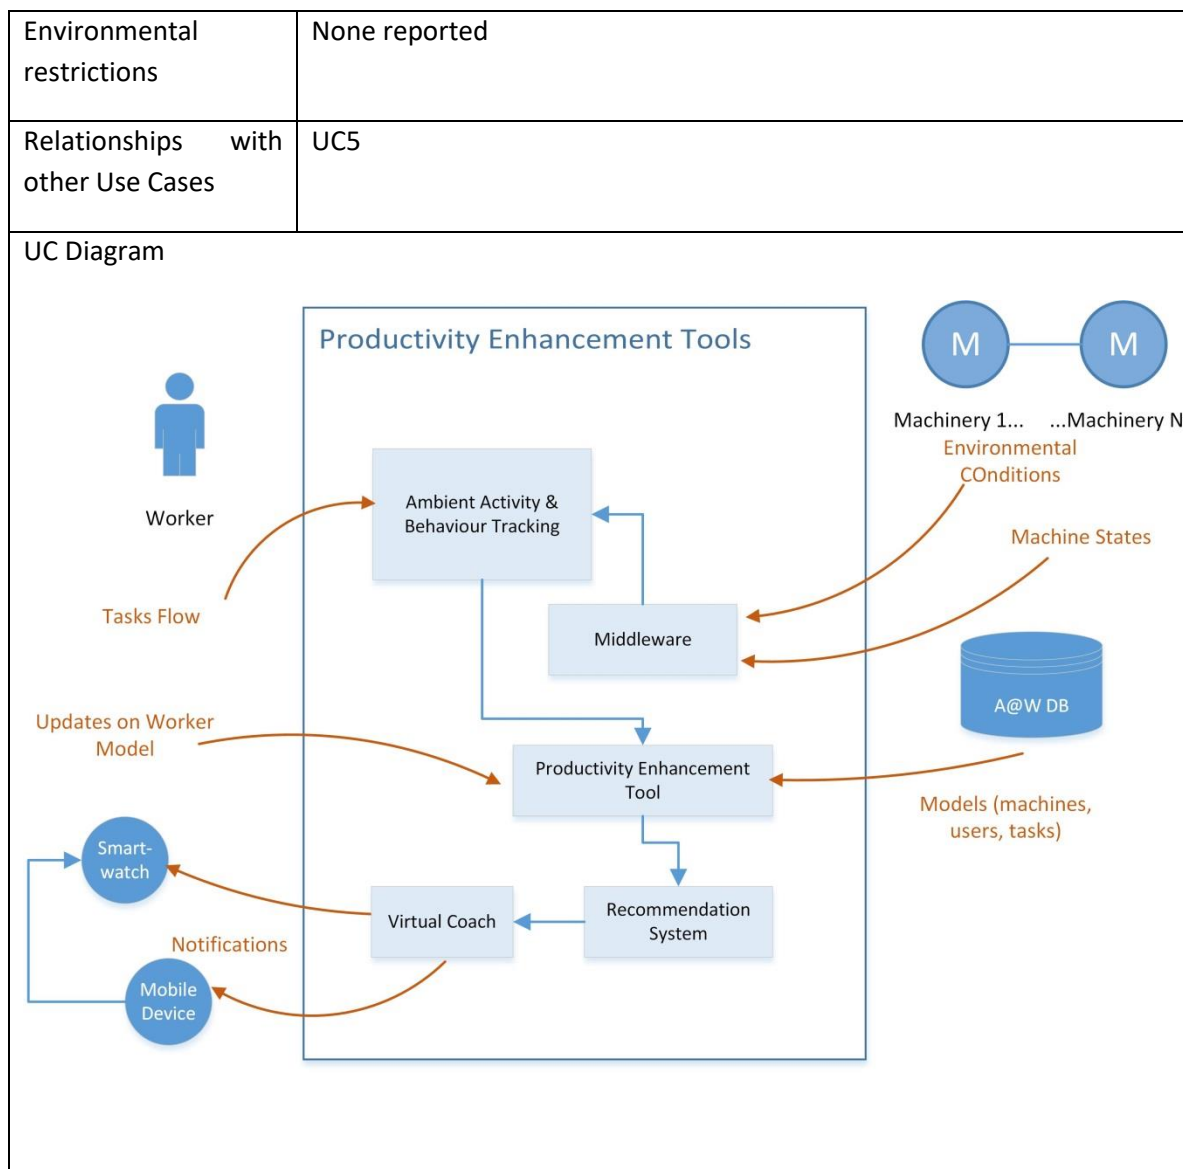 Environmental
restrictions
None reported
Relationships with
other Use Cases
UC5
UC Diagram
Productivity Enhancement Tools
M
M
Machinery 1...
...Machinery N
Environmental
COnditions
Worker
Ambient Activity &
Behaviour Tracking
Machine States
Tasks Flow
Middleware
A@W DB
Updates on Worker
Model
Productivity Enhancement
Tool
Models (machines,
users, tasks)
Smart-
watch
Virtual Coach
Recommendation
System
Notifications
Mobile
Device